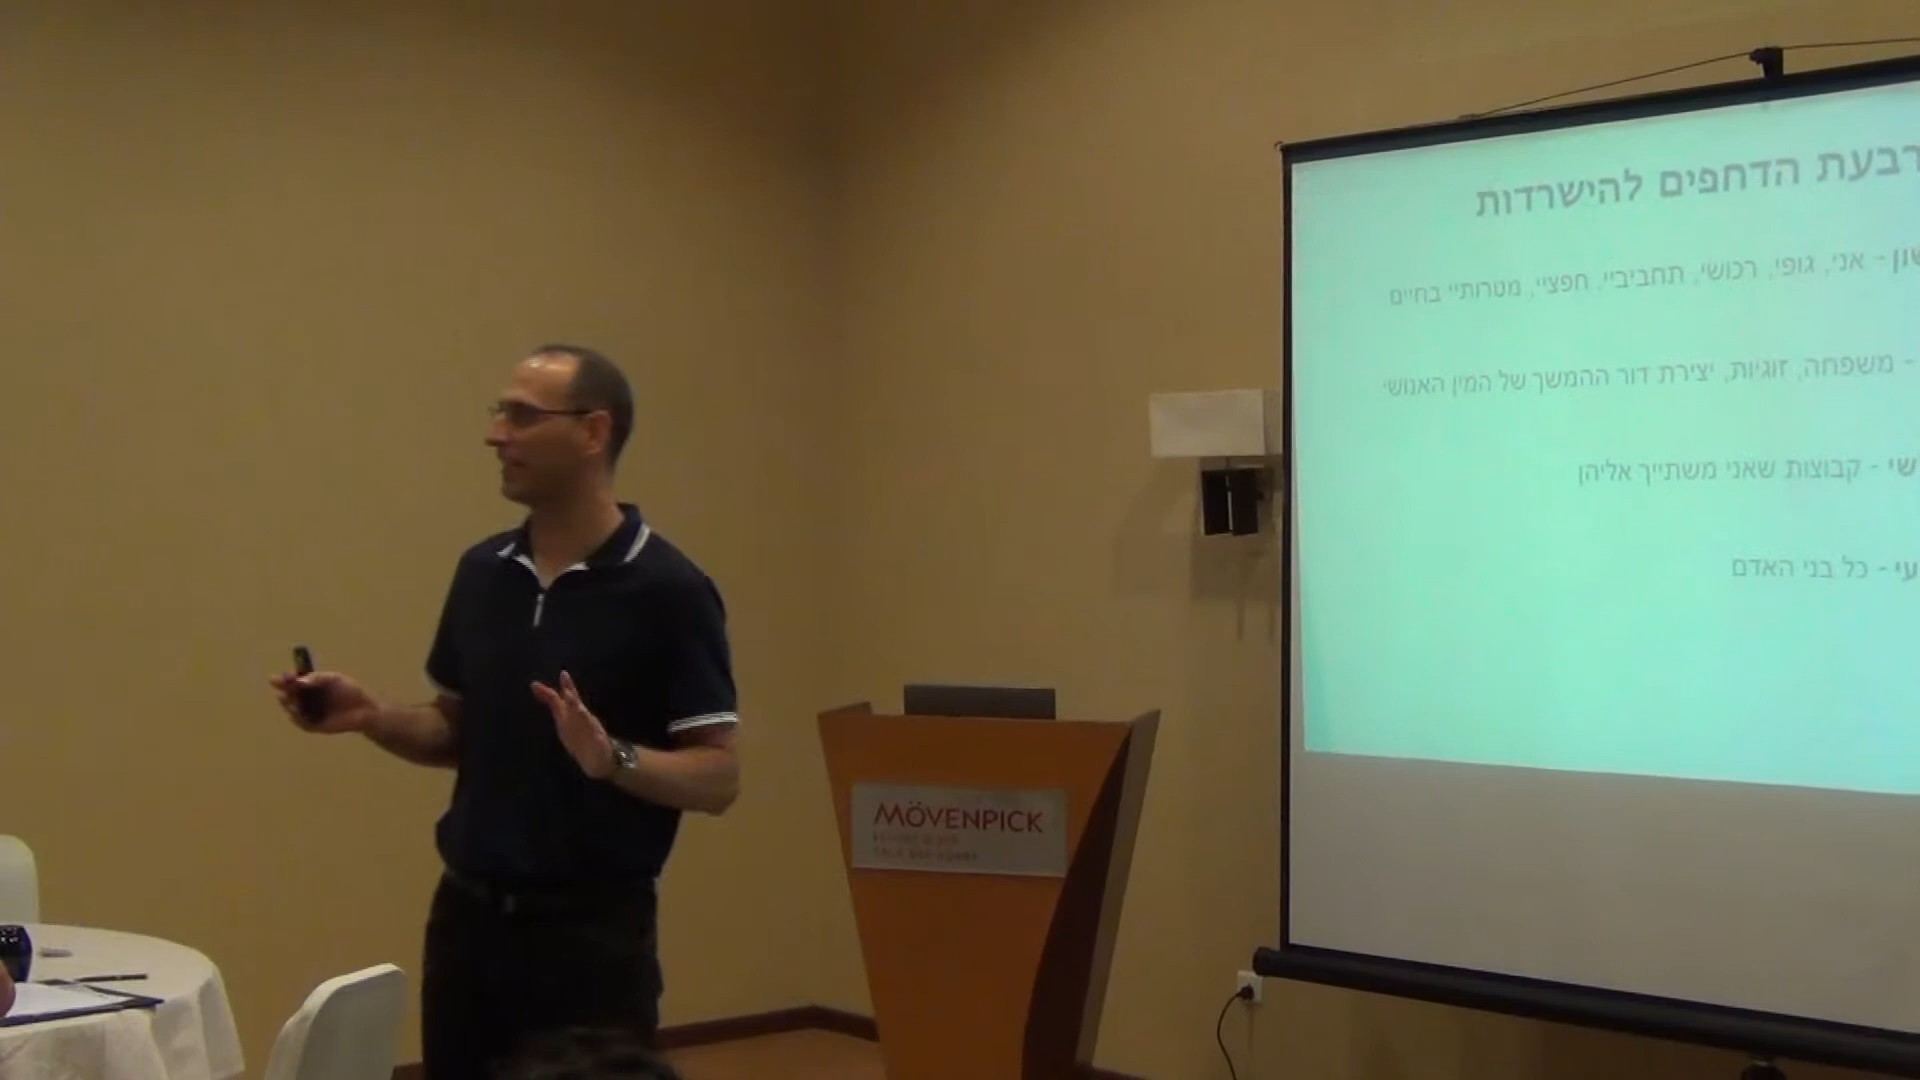 רבעת הדחפים להישרדות
שון - אני, גופי, רכושי, תחביביי, חפציי, מטרותיי בחיים
- משפחה, זוגיות, יצירת דור ההמשך של המין האנושי
שי - קבוצות שאני משתייך אליהן
עי - כל בני האדם
MÖVENPICK